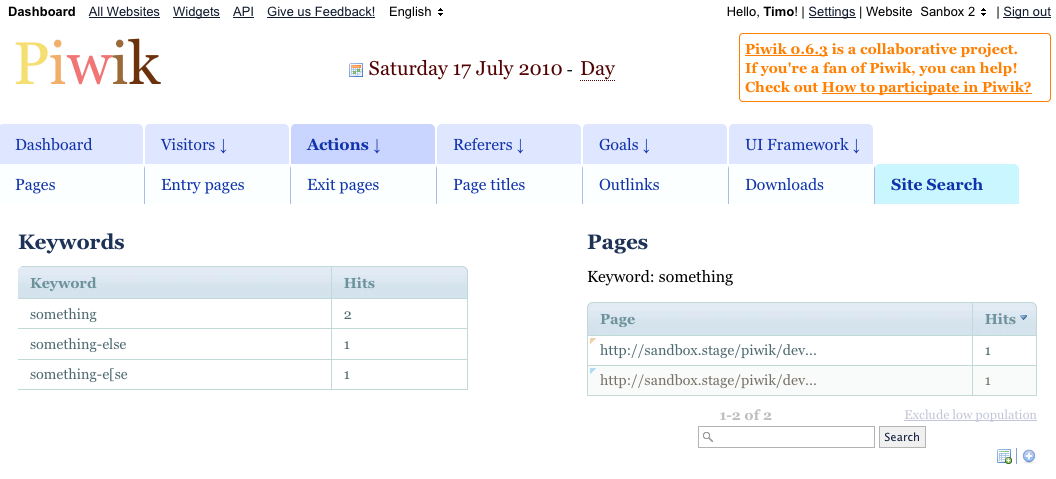 Dashboard All Websites Widgets API Give us Feedback! English Hello, Timo! | Settings | Website Sanbox 2 | Sign out
Piwik
Saturday 17 July 2010 - Day
Piwik 0.6.3 is a collaborative project.
If you're a fan of Piwik, you can help!
Check out How to participate in Piwik?
Dashboard Visitors ↓ Actions ↓ Referers ↓ Goals ↓ UI Framework ↓
Pages Entry pages Exit pages Page titles Outlinks Downloads Site Search
Keywords
Keyword Hits
something 2
something-else 1
something-e[se 1
Pages
Keyword: something
Page Hits
http://sandbox.stage/piwik/dev... 1
http://sandbox.stage/piwik/dev... 1
1-2 of 2 Exclude low population
Search